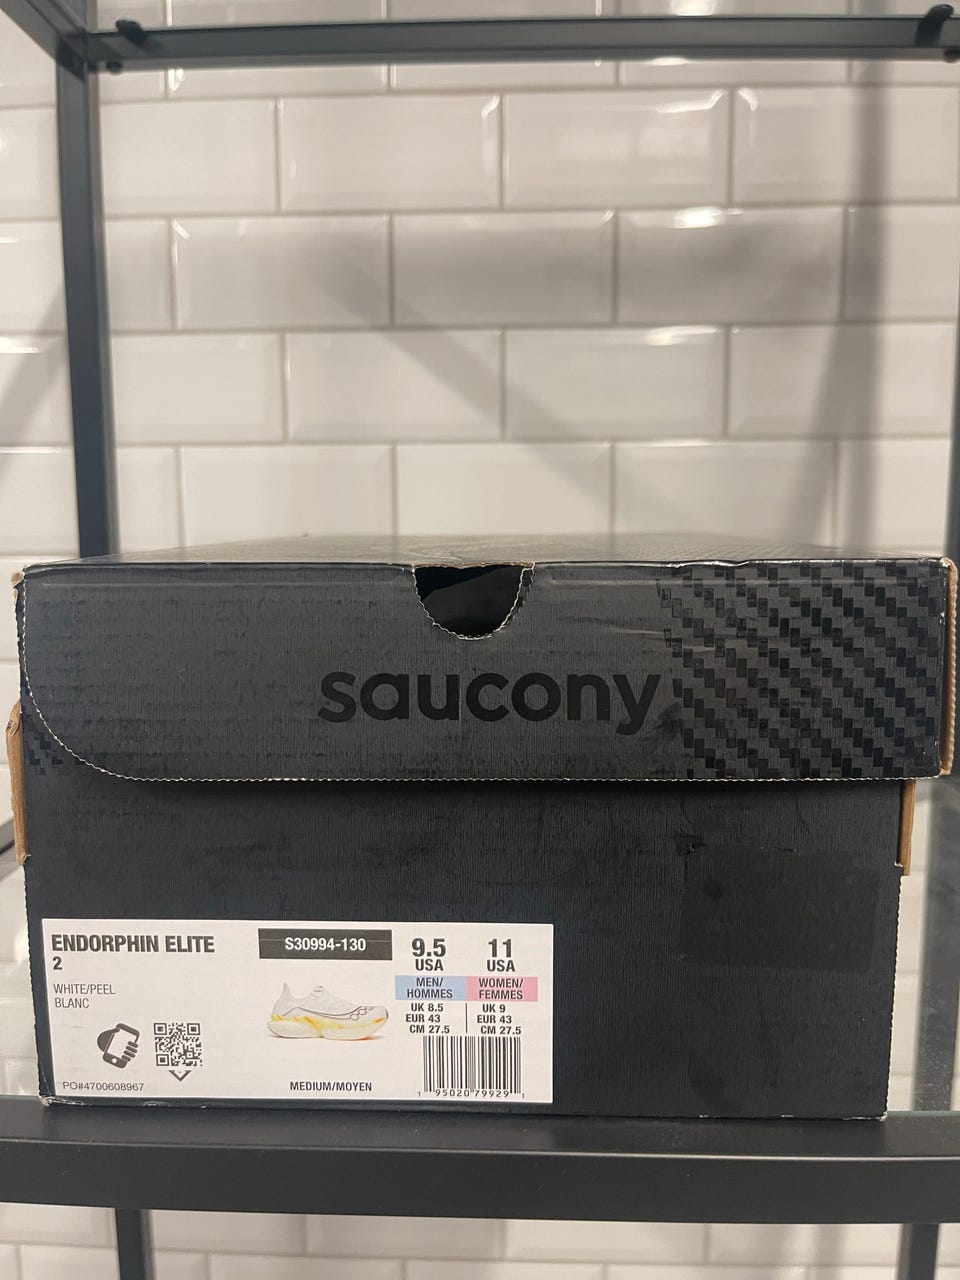 saucony
ENDORPHIN ELITE
2
WHITE/PEEL
BLANC
PO#4700608967
S30994-130
MEDIUM/MOYEN
9.5 11
USA USA
MEN/ WOMEN/
HOMMES FEMMES
UK 8.5 UK 9
EUR 43 EUR 43
CM 27.5 CM 27.5
1 95020 79929 1